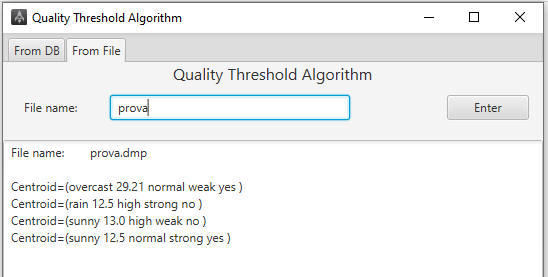 Quality Threshold Algorithm
From DB From File
Quality Threshold Algorithm
File name: prova Enter
File name: prova.dmp
Centroid=(overcast 29.21 normal weak yes )
Centroid=(rain 12.5 high strong no )
Centroid=(sunny 13.0 high weak no )
Centroid=(sunny 12.5 normal strong yes )